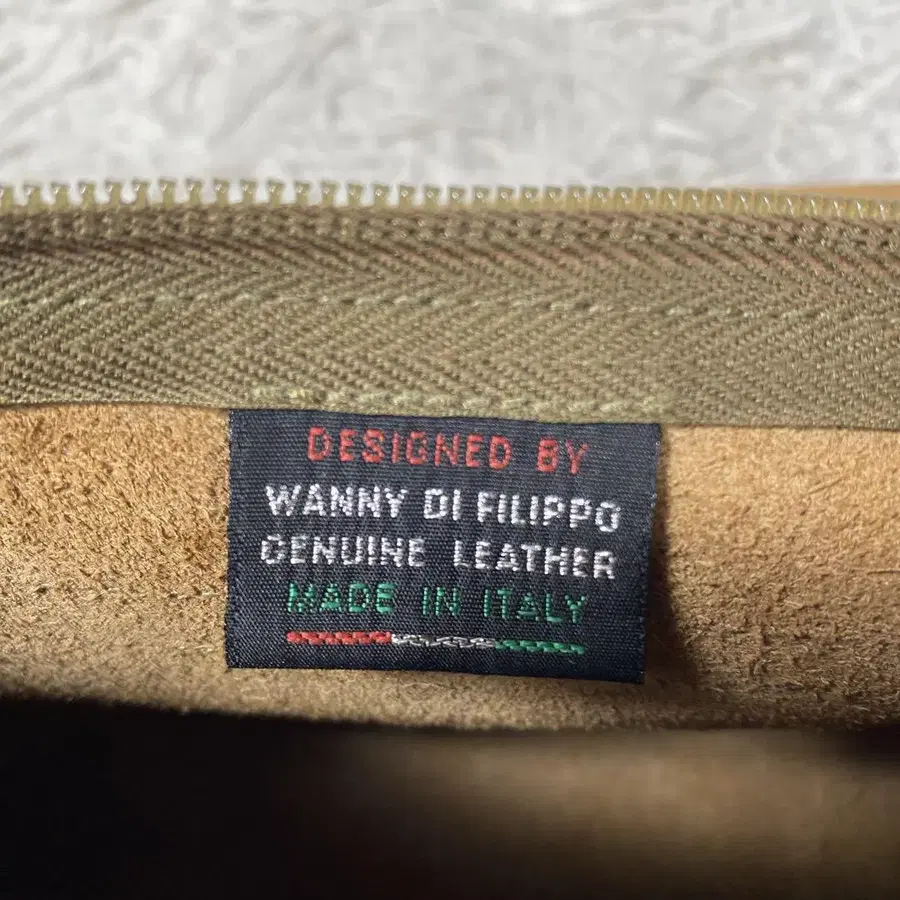 DESIGNED BY
WANNY DI FILIPPO
GENUINE LEATHER
MADE IN ITALY